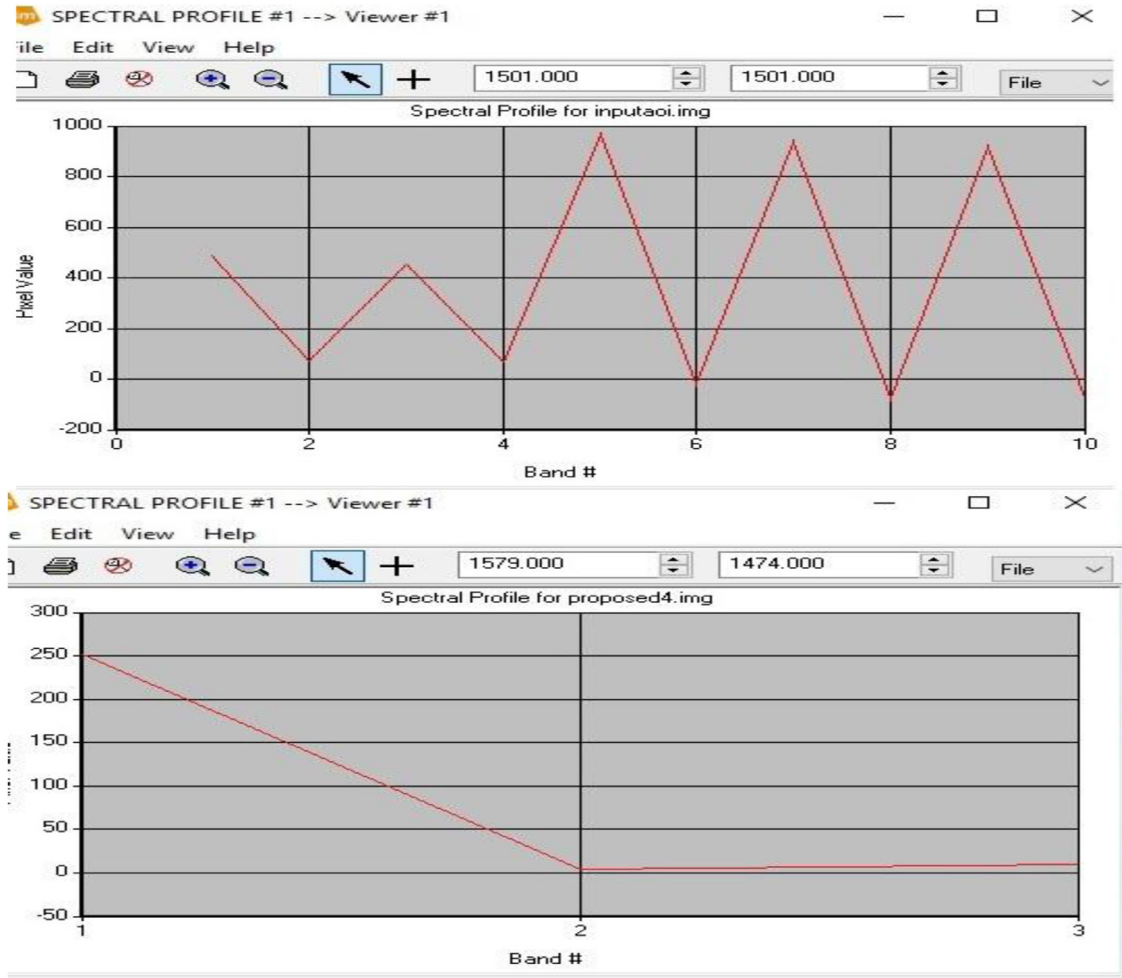 SPECTRAL PROFILE #1 --> Viewer #1
File Edit View Help
1501.000 1501.000 File
Spectral Profile for inputaoi.img
1000
800
600
400
200
0
-200
Pixel Value
0 2 4 6 8 10
Band #
SPECTRAL PROFILE #1 --> Viewer #1
e Edit View Help
1579.000 1474.000 File
Spectral Profile for proposed4.img
300
250
200
150
100
50
0
-50
1 2 3
Band #